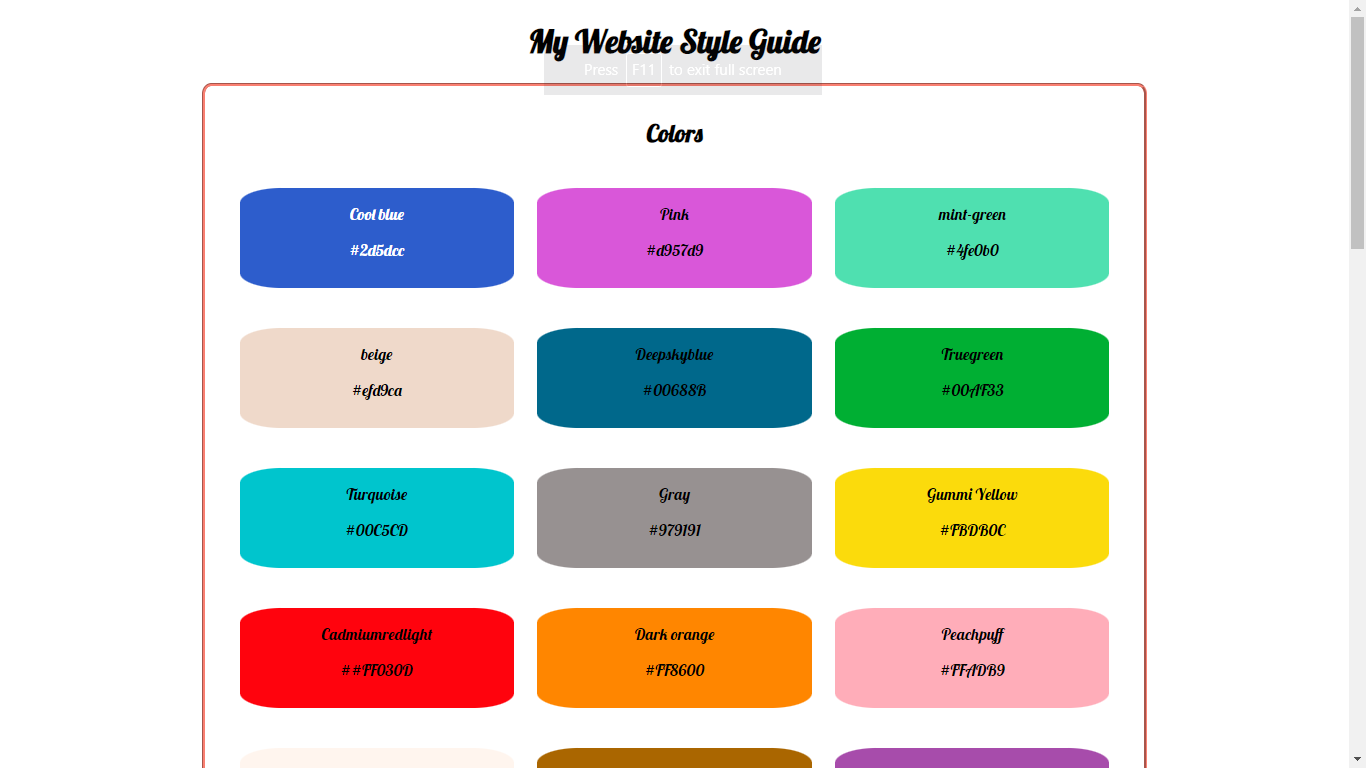 My Website Style Guide
Press F11 to exit full screen
Colors
Cool blue
#2d5dcc
Pink
#d957d9
mint-green
#4fe0b0
beige
#efd9ca
Deepskyblue
#00688B
Truegreen
#00AF33
Turquoise
#00C5CD
Gray
#979191
Gummi Yellow
#FBDB0C
Cadmiumredlight
##FF030D
Dark orange
#FF8600
Peachpuff
#FFADB9